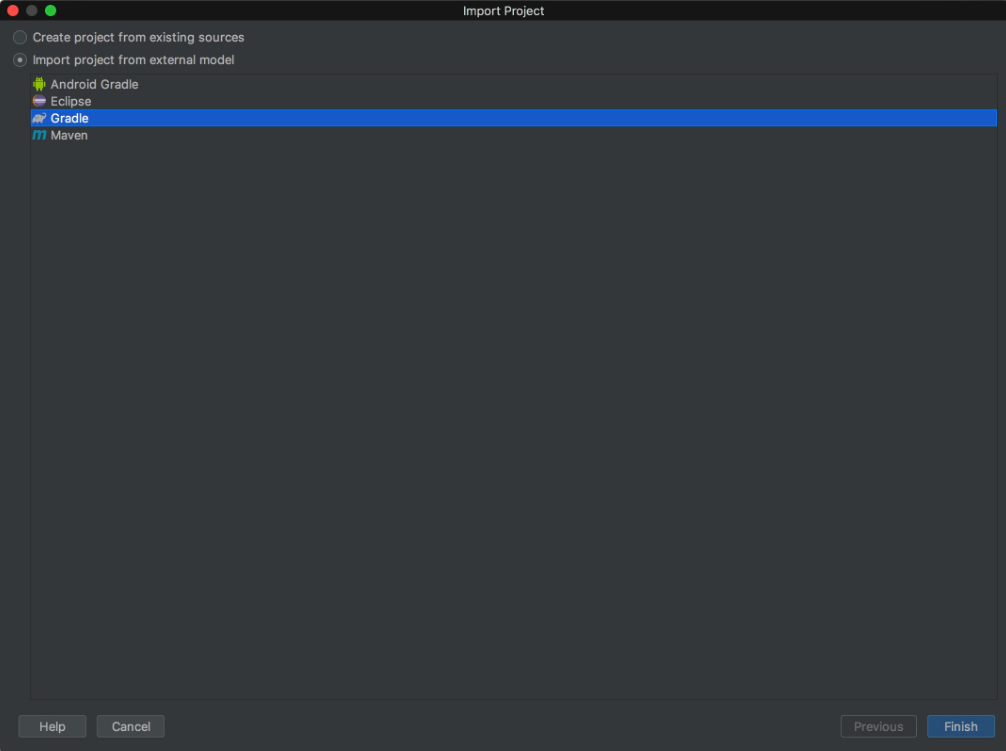 Import Project
Create project from existing sources
Import project from external model
Android Gradle
Eclipse
Gradle
Maven
Help Cancel Previous Finish